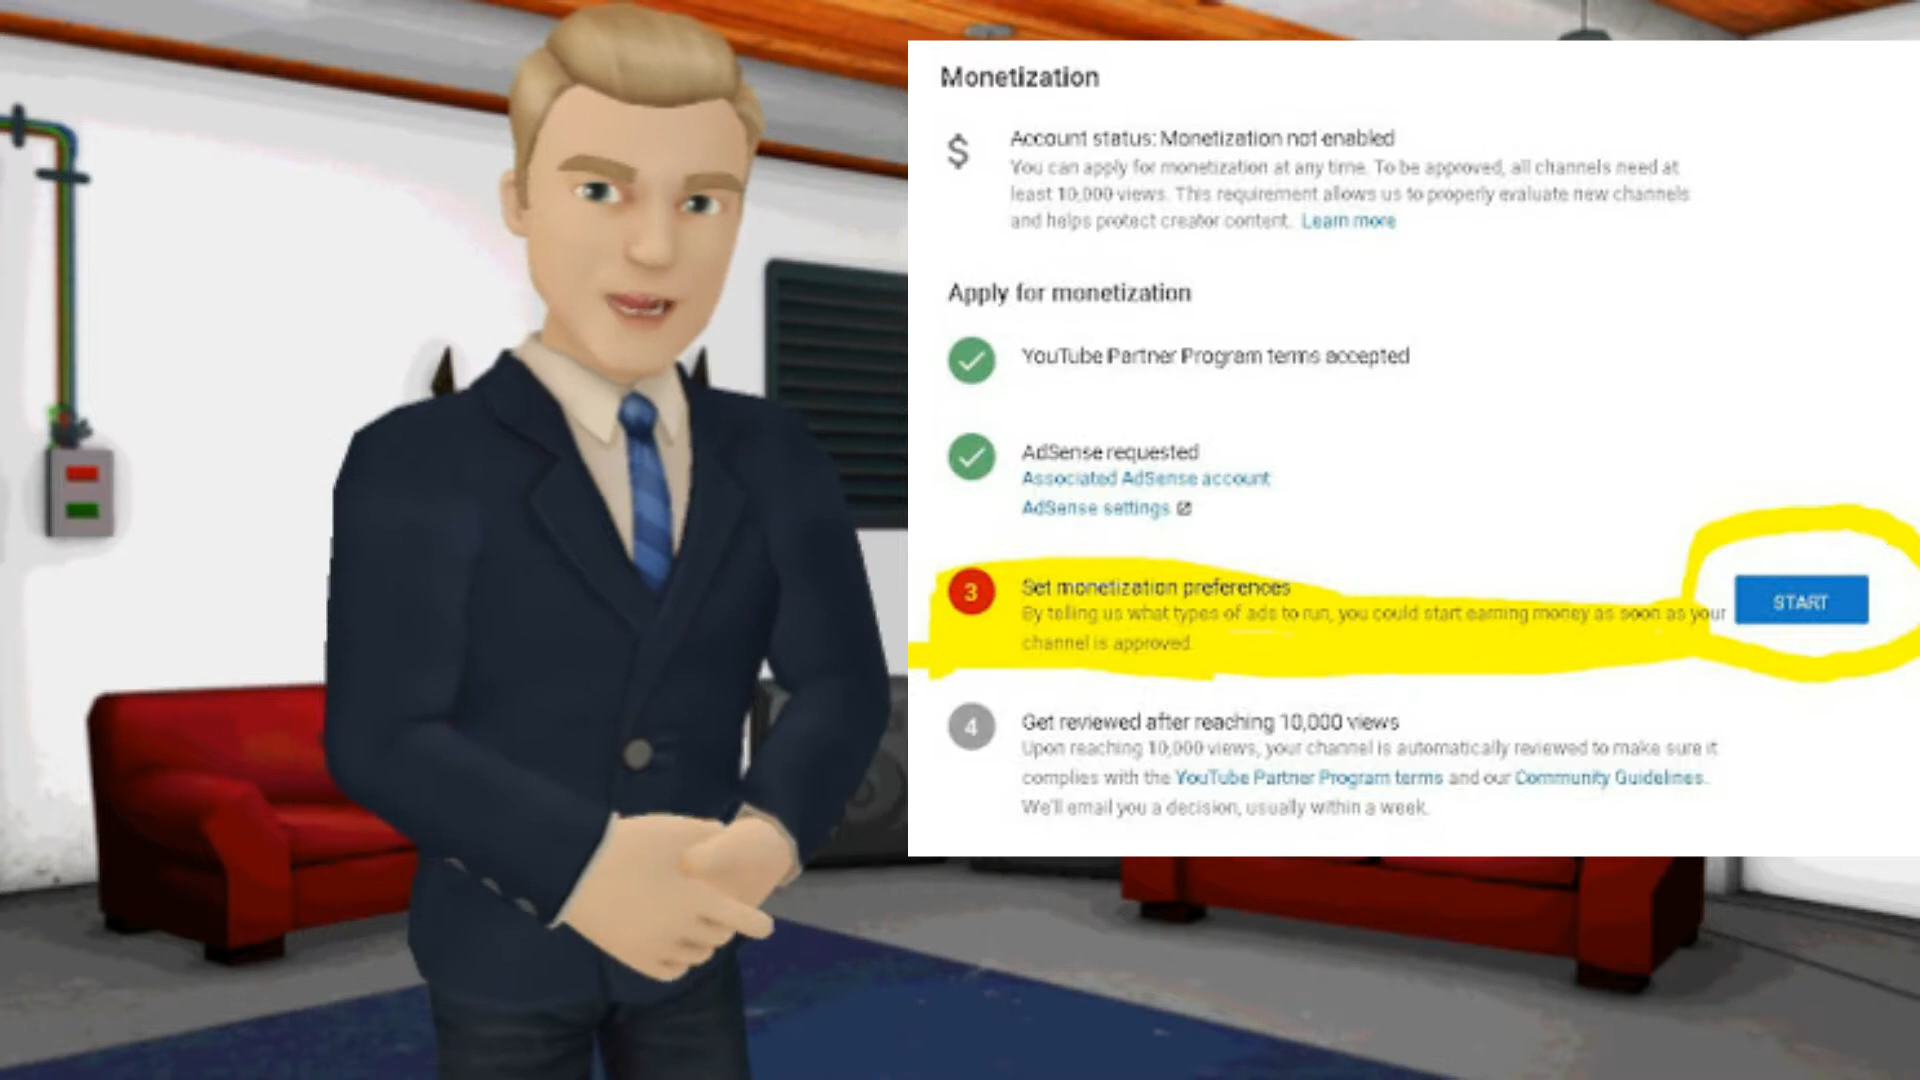 Monetization
$
Account status: Monetization not enabled
You can apply for monetization at any time. To be approved, all channels need at
least 10,000 views. This requirement allows us to properly evaluate new channels
and helps protect creator content. Learn more
Apply for monetization
YouTube Partner Program terms accepted
AdSense requested
Associated AdSense account
AdSense settings
3
Set monetization preferences
START
By telling us what types of ads to run, you could start earning money as soon as your
channel is approved.
4
Get reviewed after reaching 10,000 views
Upon reaching 10,000 views, your channel is automatically reviewed to make sure it
complies with the YouTube Partner Program terms and our Community Guidelines.
We'll email you a decision, usually within a week.